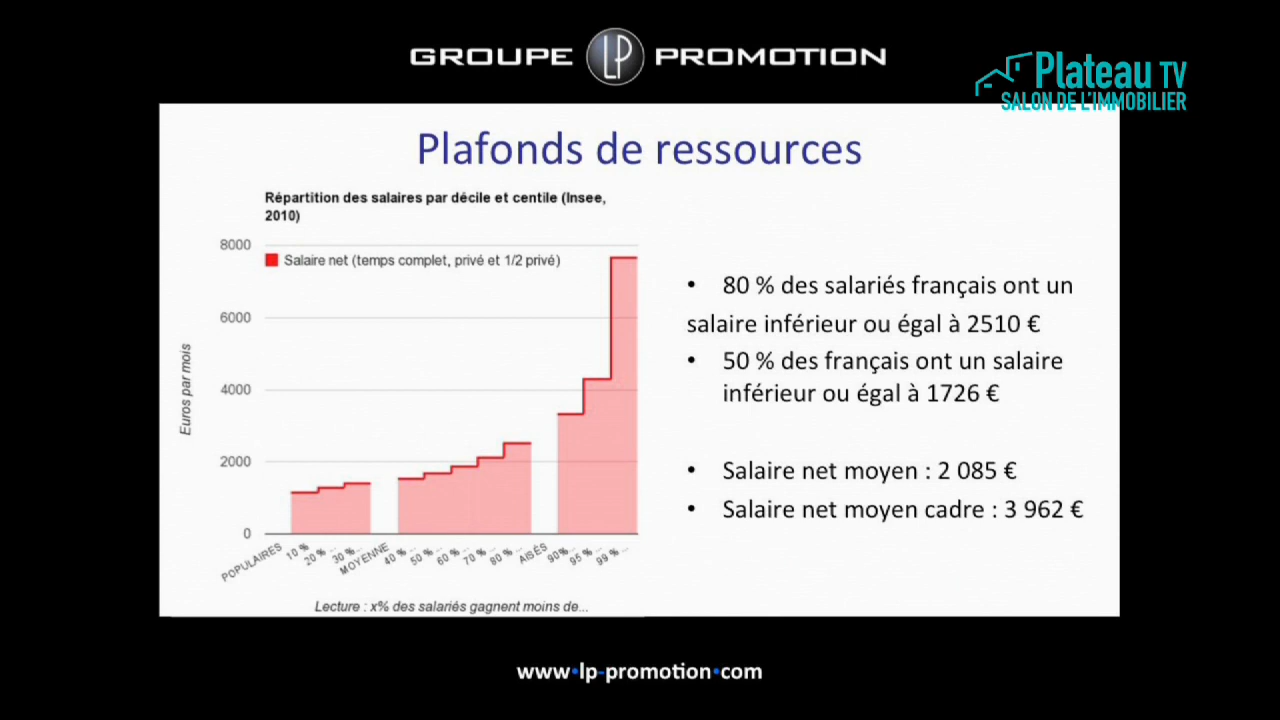 GROUPE LP PROMOTION
Plateau TV
SALON DE L'IMMOBILIER
Plafonds de ressources
Répartition des salaires par décile et centile (Insee,
2010)
8000
6000
4000
2000
0
Euros par mois
Salaire net (temps complet, privé et 1/2 privé)
POPULAIRES
10 % ...
20 % ...
30 %...
MOYENNE
40 % ...
50 % ...
60 % ...
70 % ...
80 % ...
AISÉS
90%...
95 % ...
99 % ...
Lecture : x% des salariés gagnent moins de...
• 80 % des salariés français ont un
salaire inférieur ou égal à 2510 €
• 50 % des français ont un salaire
inférieur ou égal à 1726 €
• Salaire net moyen : 2 085 €
• Salaire net moyen cadre : 3 962 €
www·lp-promotion·com